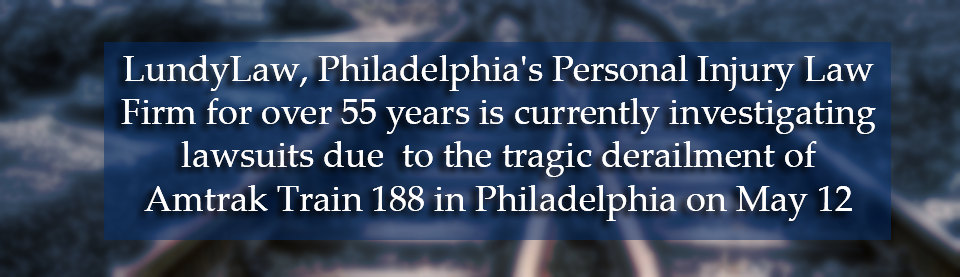 LundyLaw, Philadelphia's Personal Injury Law
Firm for over 55 years is currently investigating
lawsuits due  to the tragic derailment of
Amtrak Train 188 in Philadelphia on May 12